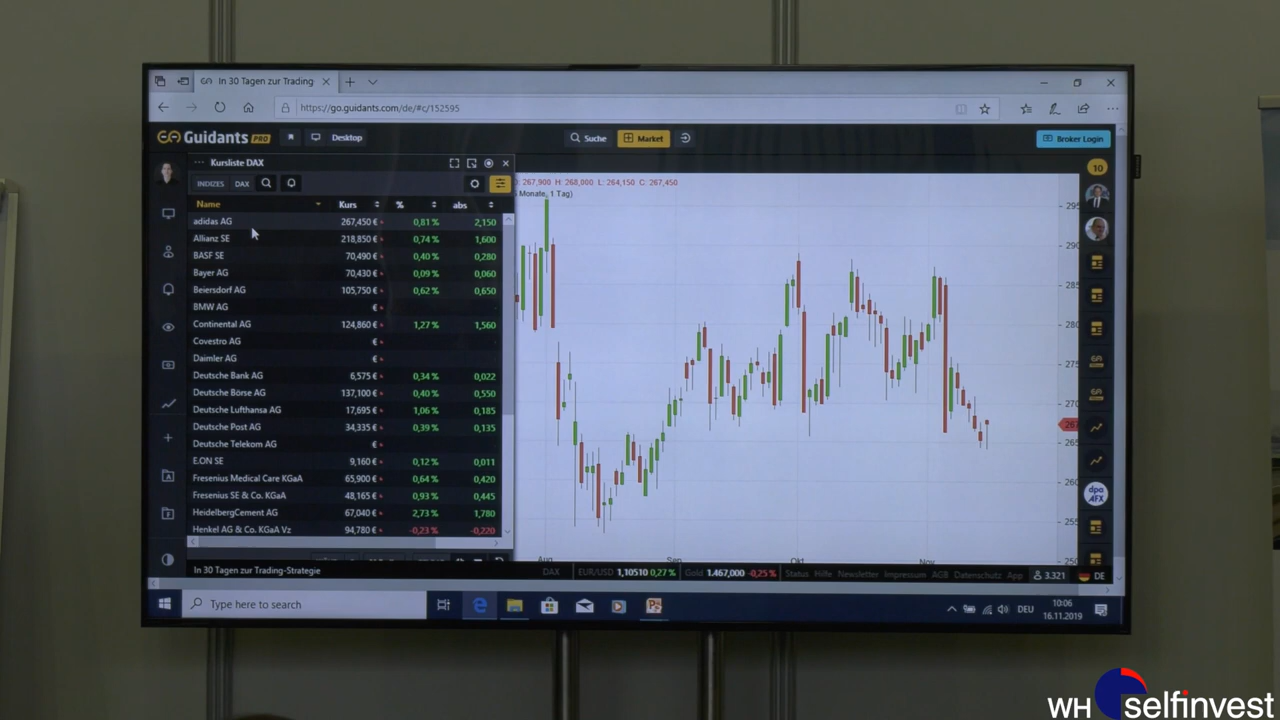 In 30 Tagen zur Trading
https://go.guidants.com/de/#c/152595
Guidants PRO Desktop Suche Market Broker Login
Kursliste DAX
10
INDIZES DAX
O: 267,900 H: 268,000 L: 264,150 C: 267,450
Monate, 1 Tag)
Name Kurs % abs
adidas AG 267,450 € 0,81 % 2,150
Allianz SE 218,850 € 0,74 % 1,600
BASF SE 70,490 € 0,40 % 0,280
Bayer AG 70,430 € 0,09 % 0,060
Beiersdorf AG 105,750 € 0,62 % 0,650
BMW AG €
Continental AG 124,860 € 1,27 % 1,560
Covestro AG €
Daimler AG €
Deutsche Bank AG 6,575 € 0,34 % 0,022
Deutsche Börse AG 137,100 € 0,40 % 0,550
Deutsche Lufthansa AG 17,695 € 1,06 % 0,185
Deutsche Post AG 34,335 € 0,39 % 0,135
Deutsche Telekom AG €
E.ON SE 9,160 € 0,12 % 0,011
Fresenius Medical Care KGaA 65,900 € 0,64 % 0,420
Fresenius SE & Co. KGaA 48,165 € 0,93 % 0,445
HeidelbergCement AG 67,040 € 2,73 % 1,780
Henkel AG & Co. KGaA Vz 94,780 € -0,23 % -0,220
dpa
AFX
Aug Sep Okt Nov
In 30 Tagen zur Trading-Strategie DAX EUR/USD 1,10510 0,27 % Gold 1.467,000 -0,25 % Status Hilfe Newsletter Impressum AGB Datenschutz App 3.321 DE
Type here to search
DEU
10:06
16.11.2019
WH selfinvest